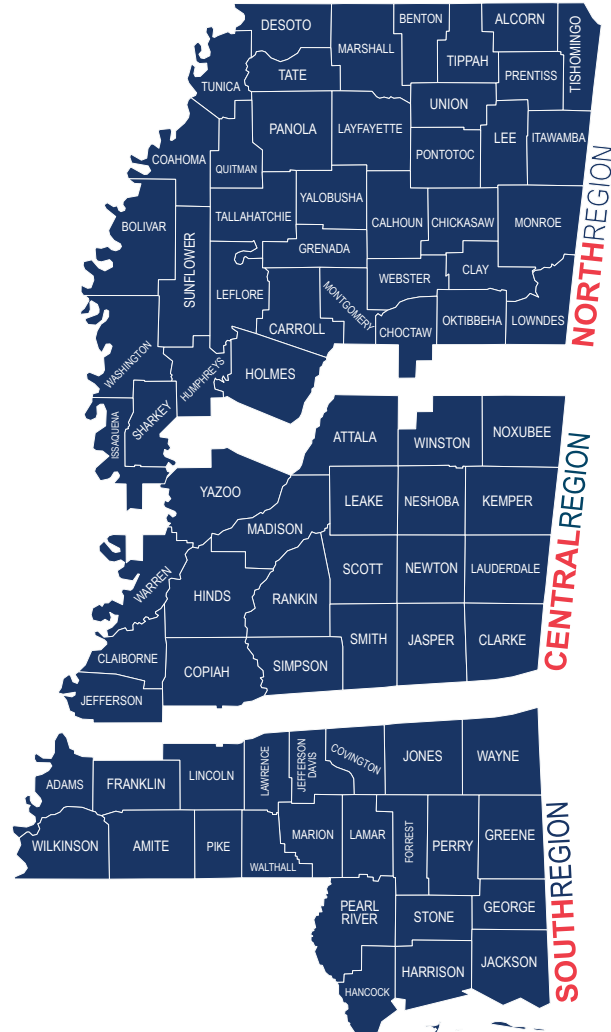 DESOTO
BENTON
ALCORN
TISHOMINGO
MARSHALL
TIPPAH
PRENTISS
TATE
TUNICA
UNION
PANOLA
LAYFAYETTE
LEE
ITAWAMBA
COAHOMA
QUITMAN
PONTOTOC
YALOBUSHA
TALLAHATCHIE
CALHOUN
CHICKASAW
MONROE
BOLIVAR
SUNFLOWER
GRENADA
WEBSTER
CLAY
LEFLORE
MONTGOMERY
CARROLL
CHOCTAW
OKTIBBEHA
LOWNDES
WASHINGTON
HUMPHREYS
HOLMES
SHARKEY
ISSAQUENA
NORTHREGION
ATTALA
WINSTON
NOXUBEE
YAZOO
LEAKE
NESHOBA
KEMPER
MADISON
WARREN
HINDS
RANKIN
SCOTT
NEWTON
LAUDERDALE
SMITH
JASPER
CLARKE
CLAIBORNE
COPIAH
SIMPSON
JEFFERSON
CENTRALREGION
ADAMS
FRANKLIN
LINCOLN
LAWRENCE
JEFFERSON
DAVIS
COVINGTON
JONES
WAYNE
WILKINSON
AMITE
PIKE
WALTHALL
MARION
LAMAR
FORREST
PERRY
GREENE
PEARL
RIVER
STONE
GEORGE
HANCOCK
HARRISON
JACKSON
SOUTHREGION